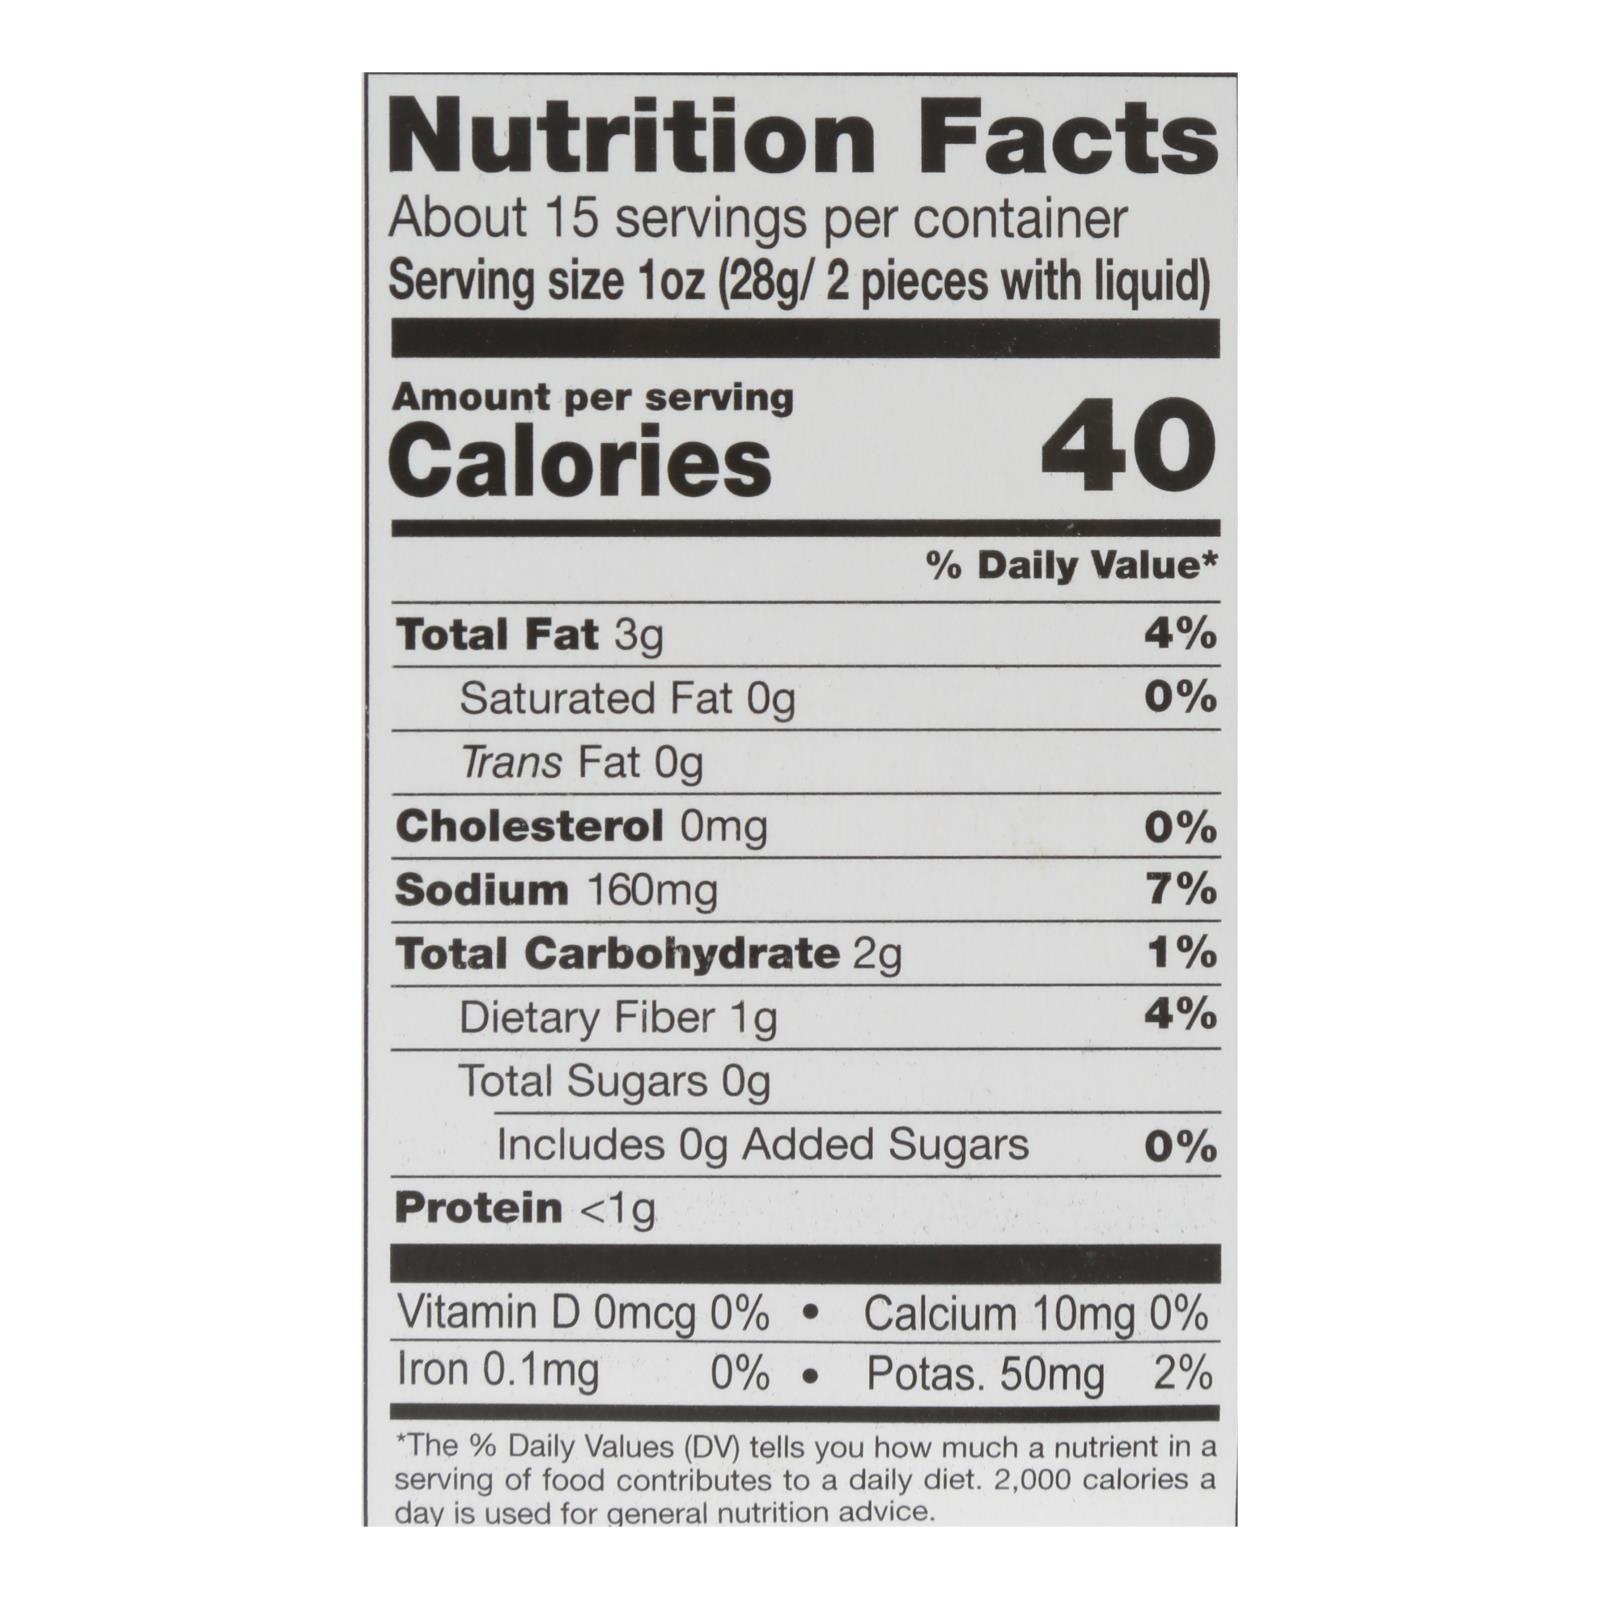 Nutrition Facts
About 15 servings per container
Serving size 1oz (28g/ 2 pieces with liquid)
Amount per serving
Calories 40
% Daily Value*
Total Fat 3g 4%
Saturated Fat 0g 0%
Trans Fat 0g
Cholesterol 0mg 0%
Sodium 160mg 7%
Total Carbohydrate 2g 1%
Dietary Fiber 1g 4%
Total Sugars 0g
Includes 0g Added Sugars 0%
Protein <1g
Vitamin D 0mcg 0% • Calcium 10mg 0%
Iron 0.1mg 0% • Potas. 50mg 2%
*The % Daily Values (DV) tells you how much a nutrient in a
serving of food contributes to a daily diet. 2,000 calories a
day is used for general nutrition advice.